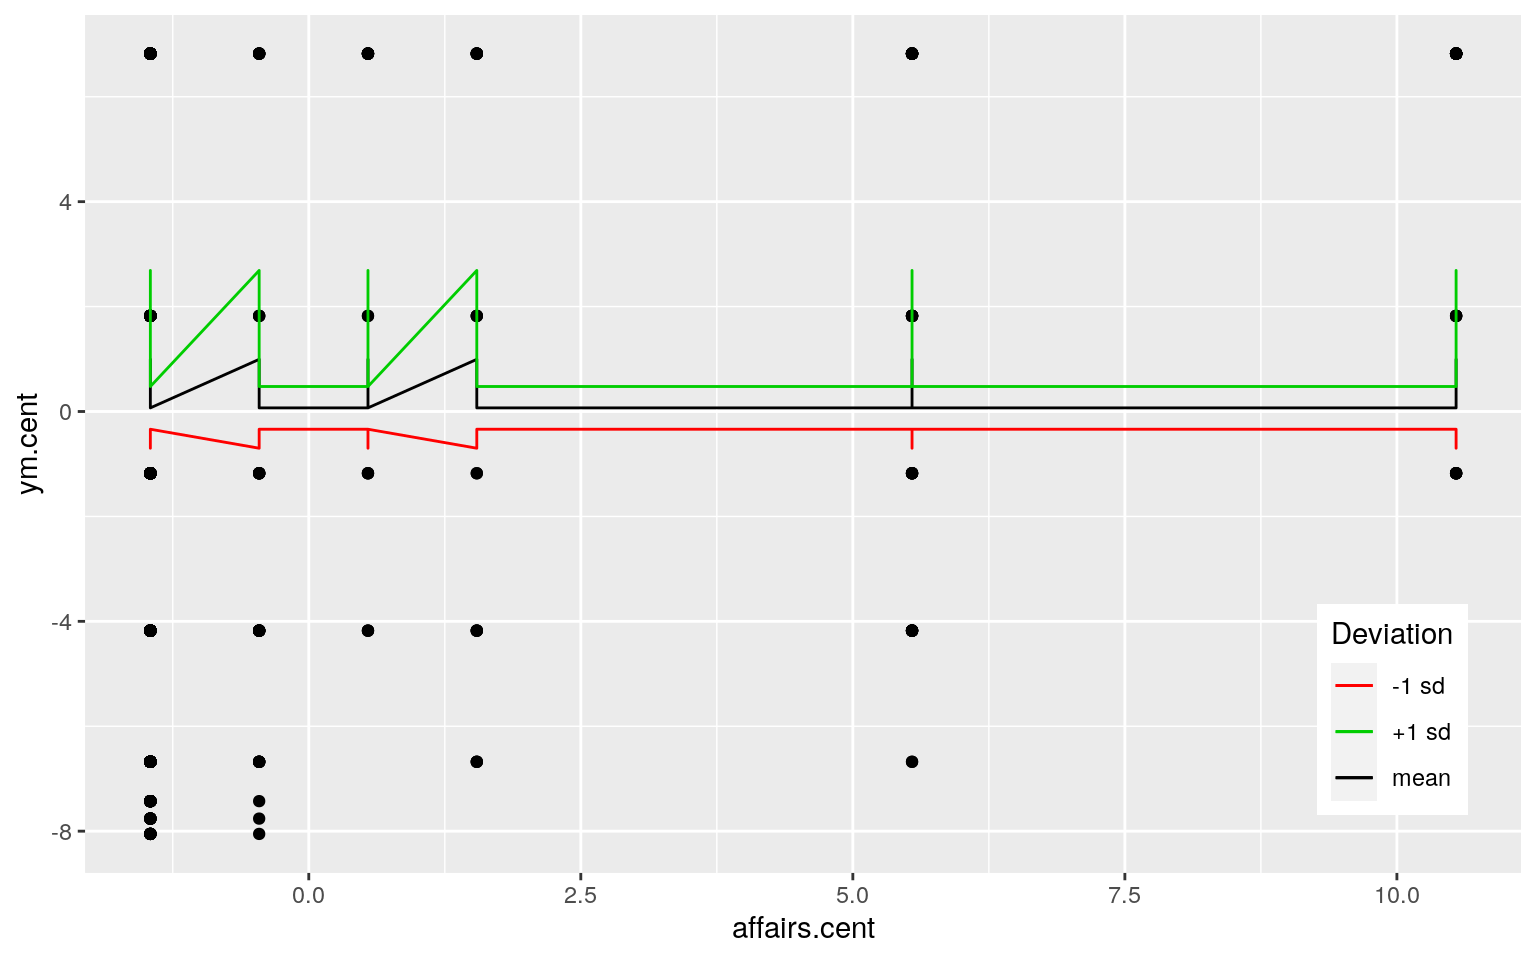 4
0
-4
-8
ym.cent
0.0 2.5 5.0 7.5 10.0
affairs.cent
Deviation
-1 sd
+1 sd
mean